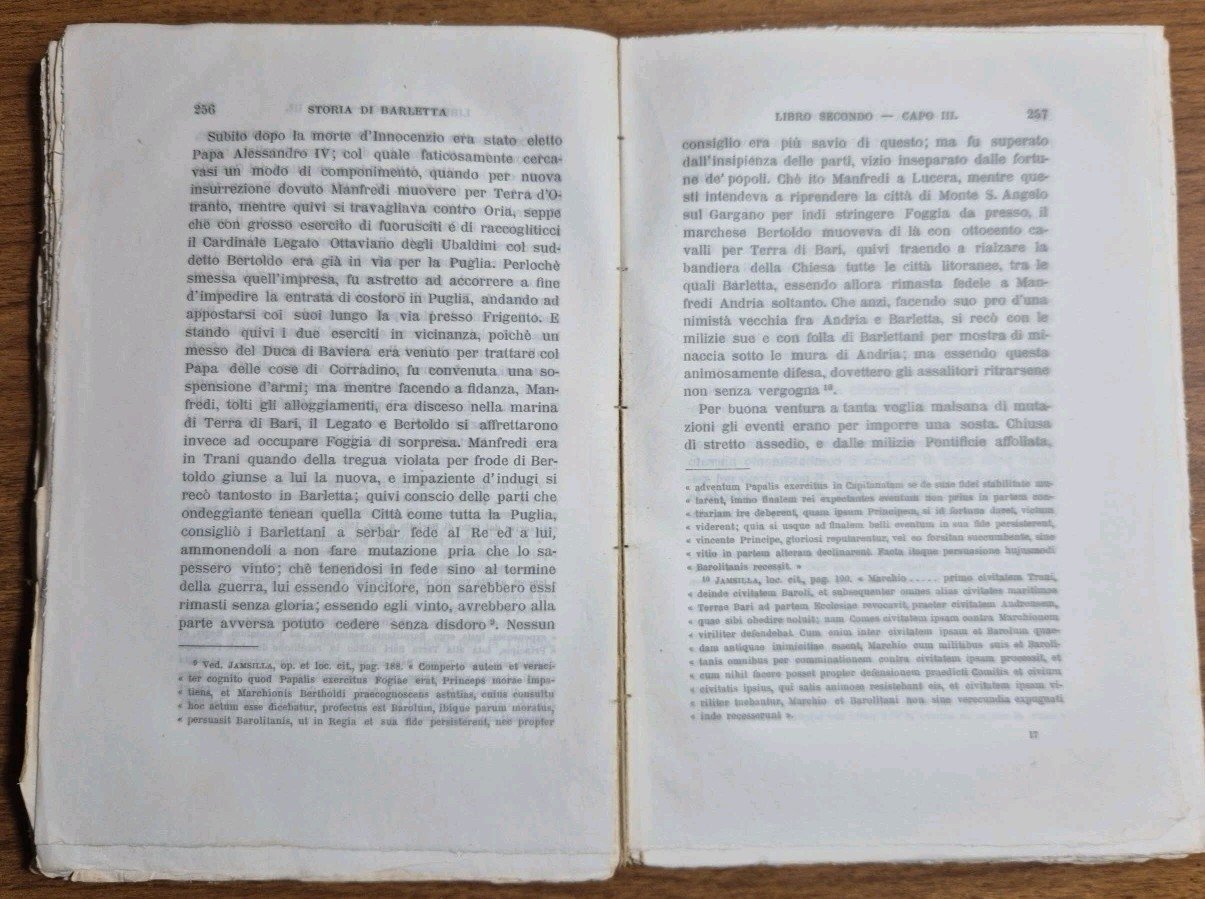 256 STORIA DI BARLETTA
Subito dopo la morte d'Innocenzio era stato eletto
Papa Alessandro IV; col quale faticosamente cerca-
vasi un modo di componimento, quando per nuova
insurrezione dovato Manfredi muovere per Terra d'O-
tranto, mentre quivi si travagliava contro Oria, seppe
che con grosso esercito di fuorusciti e di raccogliticci
il Cardinale Legato Ottaviano degli Ubaldini col sud-
detto Bertoldo era già in via per la Puglia. Perlochè
smessa quell'impresa, fu astretto ad accorrere a fine
d'impedire la entrata di costoro in Puglia, andando ad
appostarsi coi suoi lungo la via presso Frigento. E
stando quivi i due eserciti in vicinanza, poichè un
messo del Duca di Baviera era venuto per trattare col
Papa delle cose di Corradino, fu convenuta una so-
spensione d'armi; ma mentre facendo a fidanza, Man-
fredi, tolti gli alloggiamenti, era disceso nella marina
di Terra di Bari, il Legato e Bertoldo si affrettarono
invece ad occupare Foggia di sorpresa. Manfredi era
in Trani quando della tregua violata per frode di Ber-
toldo giunse a lui la nuova, e impaziente d'indugi si
recò tantosto in Barletta; quivi conscio delle parti che
ondeggiante tenean quella Città come tutta la Puglia,
consigliò i Barlettani a serbar fede al Re ed a lui,
ammonendoli a non fare mutazione pria che lo sa-
pessero vinto; chè tenendosi in fede sino al termine
della guerra, lui essendo vincitore, non sarebbero essi
rimasti senza gloria; essendo egli vinto, avrebbero alla
parte avversa potuto cedere senza disdoro ⁹. Nessun
⁹ Ved. JAMSILLA, op. et loc. cit., pag. 188. « Comperto autem et veraci-
« ter cognito quod Papalis exercitus Fogiae erat, Princeps morae impa-
« tiens, et Marchionis Bertholdi praecognoscens astutias, cuius consultu
« hoc actum esse dicebatur, profectus est Barolum, ibique parum moratus,
« persuasit Barolitanis, ut in Regia et sua fide persisterent, nec propter
LIBRO SECONDO — CAPO III. 257
consiglio era più savio di questo; ma fu superato
dall'insipienza delle parti, vizio inseparato dalle fortu-
ne de' popoli. Chè ito Manfredi a Lucera, mentre que-
sti intendeva a riprendere la città di Monte S. Angelo
sul Gargano per indi stringere Foggia da presso, il
marchese Bertoldo muoveva di là con ottocento ca-
valli per Terra di Bari, quivi traendo a rialzare la
bandiera della Chiesa tutte le città litoranee, tra le
quali Barletta, essendo allora rimasta fedele a Man-
fredi Andria soltanto. Che anzi, facendo suo pro d'una
nimistà vecchia fra Andria e Barletta, si recò con le
milizie sue e con folla di Barlettani per mostra di mi-
naccia sotto le mura di Andria; ma essendo questa
animosamente difesa, dovettero gli assalitori ritrarsene
non senza vergogna ¹⁰.
Per buona ventura a tanta voglia malsana di muta-
zioni gli eventi erano per imporre una sosta. Chiusa
di stretto assedio, e dalle milizie Pontificie affollata,
« adventum Papalis exercitus in Capitanatam se de suae fidei stabilitate mu-
« tarent, immo finalem rei expectantes eventum non prius in partem con-
« trariam ire deberent, quam ipsum Principem, si id fortuna daret, victum
« viderent; quia si usque ad finalem belli eventum in sua fide persisterent,
« vincente Principe, gloriosi reputarentur, vel eo forsitan succumbente, sine
« vitio in partem alteram declinarent. Facta itaque persuasione hujusmodi
« Barolitanis recessit. »
¹⁰ JAMSILLA, loc. cit., pag. 190. « Marchio ..... primo civitatem Trani,
« deinde civitatem Baroli, et subsequenter omnes alias civitates maritimas
« Terrae Bari ad partem Ecclesiae revocavit, praeter civitatem Andrensem,
« quae sibi obedire noluit; nam Comes civitatem ipsam contra Marchionem
« viriliter defendebat. Cum enim inter civitatem ipsam et Barolum quae-
« dam antiquae inimicitiae essent, Marchio cum militibus suis et Baroli-
« tanis omnibus per comminationem contra civitatem ipsam processit, et
« cum nihil facere posset propter defensionem praedicti Comitis et civium
« civitatis ipsius, qui satis animose resistebant eis, et civitatem ipsam vi-
« riliter tuebantur, Marchio et Barolitani non sine verecundia expugnati
« inde recesserunt ».
17